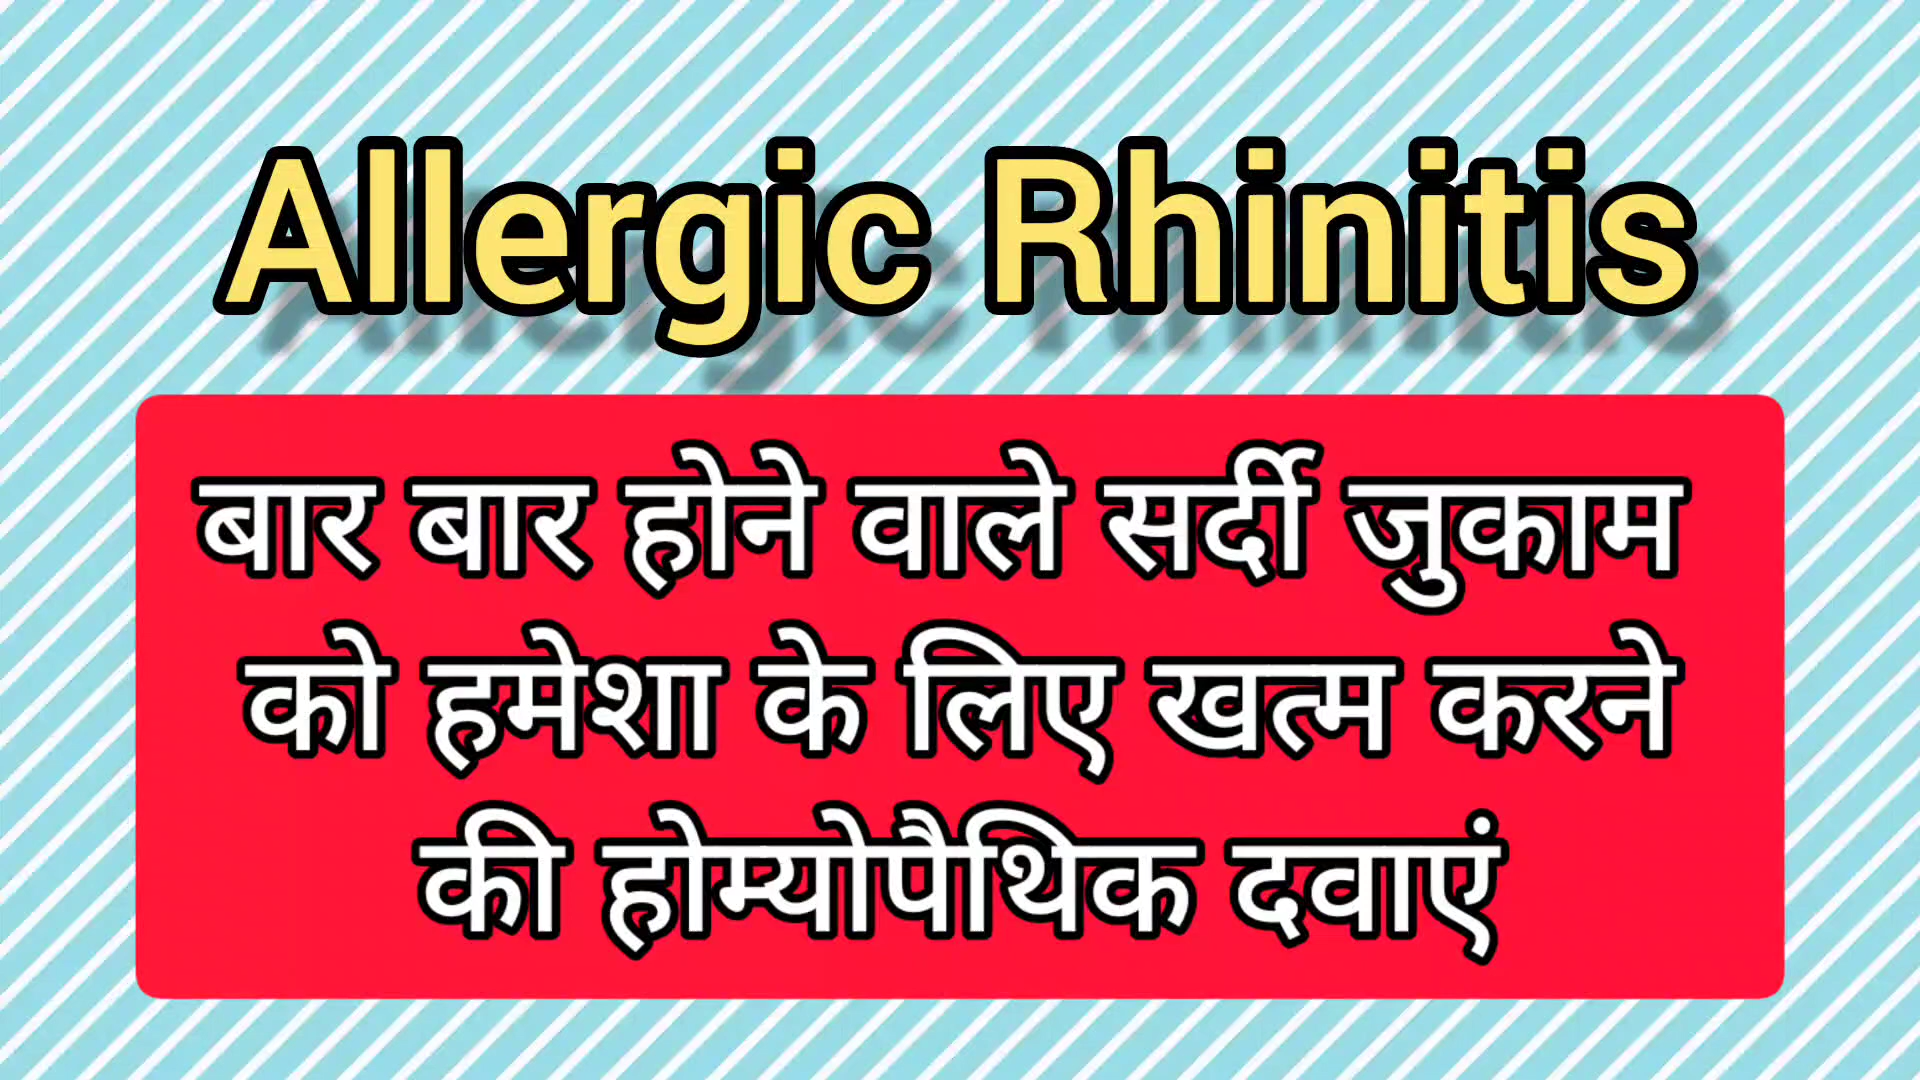 Allergic Rhinitis
बार बार होने वाले सर्दी जुकाम
को हमेशा के लिए खत्म करने
की होम्योपैथिक दवाएं